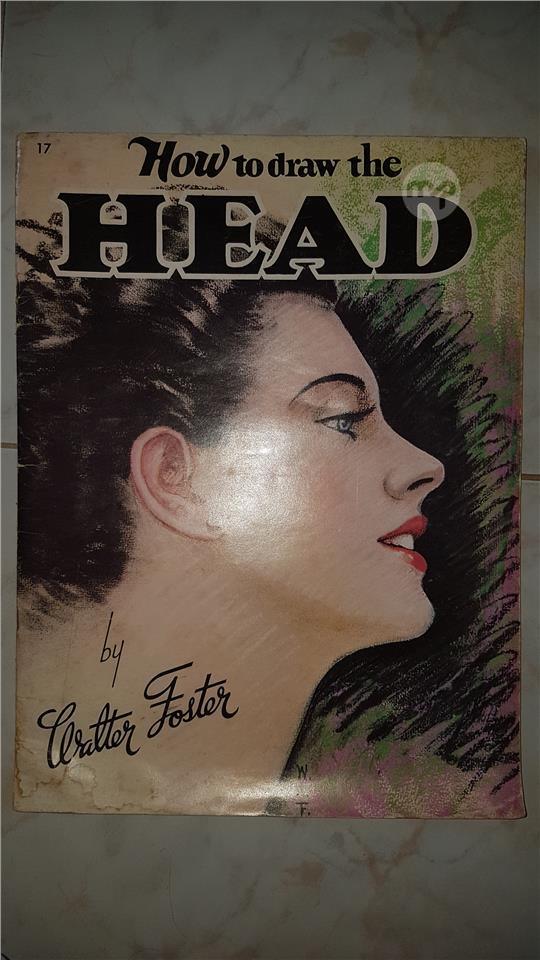 17
How to draw the
HEAD
by
Walter Foster
W.
F.